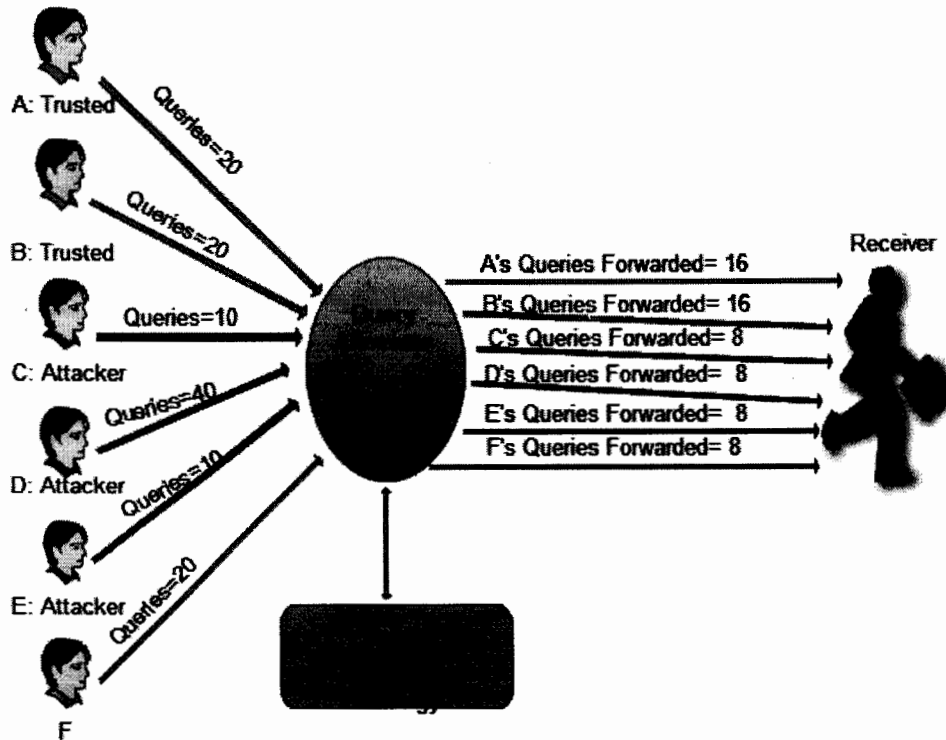 A: Trusted
Queries=20
B: Trusted
Queries=20
C: Attacker
Queries=10
D: Attacker
Queries=40
E: Attacker
Queries=10
F
Queries=20
Query
A's Queries Forwarded= 16
B's Queries Forwarded= 16
C's Queries Forwarded= 8
D's Queries Forwarded= 8
E's Queries Forwarded= 8
F's Queries Forwarded= 8
Receiver